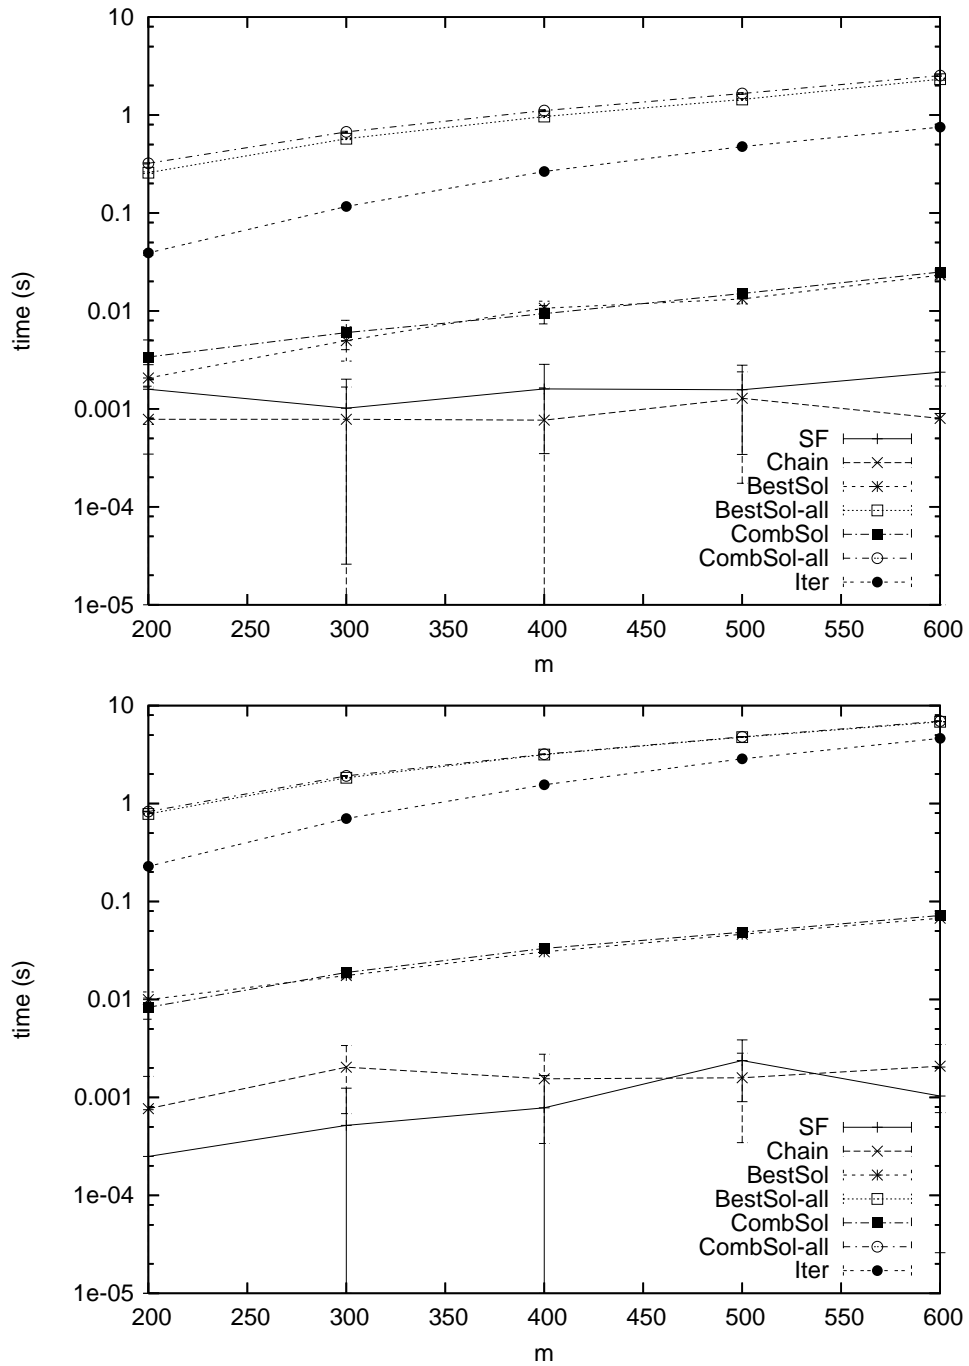 10
1
0.1
0.01
0.001
1e-04
1e-05
time (s)
200 250 300 350 400 450 500 550 600
m
SF
Chain
BestSol
BestSol-all
CombSol
CombSol-all
Iter
10
1
0.1
0.01
0.001
1e-04
1e-05
time (s)
200 250 300 350 400 450 500 550 600
m
SF
Chain
BestSol
BestSol-all
CombSol
CombSol-all
Iter